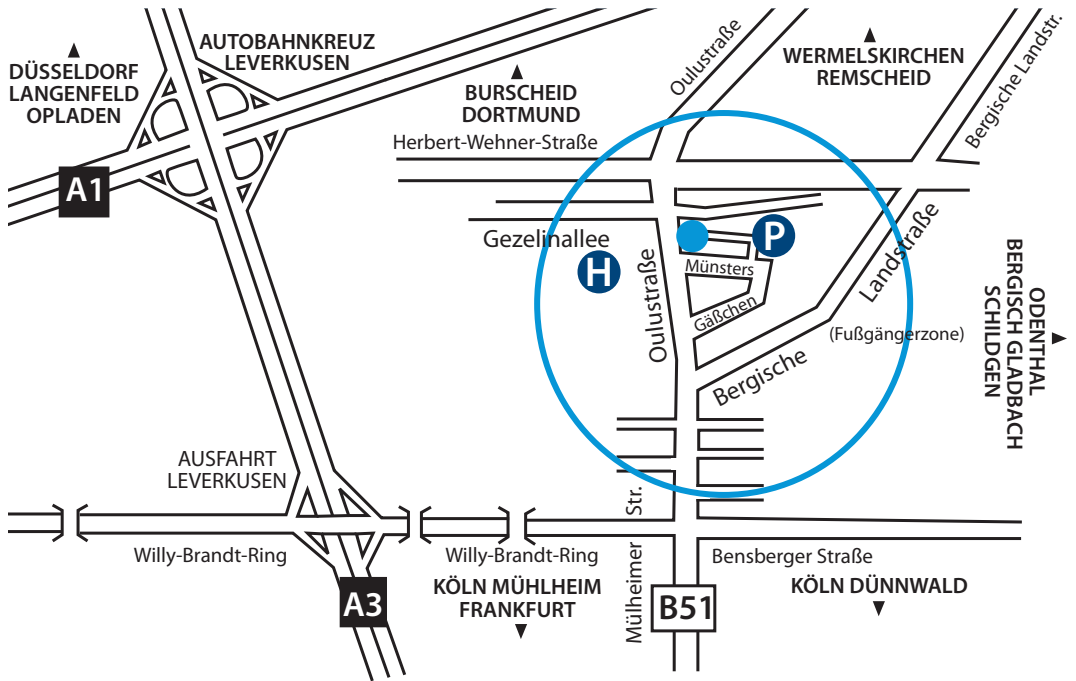 AUTOBAHNKREUZ
LEVERKUSEN
DÜSSELDORF
LANGENFELD
OPLADEN
BURSCHEID
DORTMUND
Herbert-Wehner-Straße
Oulustraße
WERMELSKIRCHEN
REMSCHEID
Bergische Landstr.
A1
Gezelinallee
H
P
Münsters
Gäßchen
Oulustraße
Bergische
Landstraße
(Fußgängerzone)
ODENTHAL
BERGISCH GLADBACH
SCHILDGEN
AUSFAHRT
LEVERKUSEN
Willy-Brandt-Ring
Willy-Brandt-Ring
Mülheimer Str.
Bensberger Straße
A3
KÖLN MÜHLHEIM
FRANKFURT
B51
KÖLN DÜNNWALD